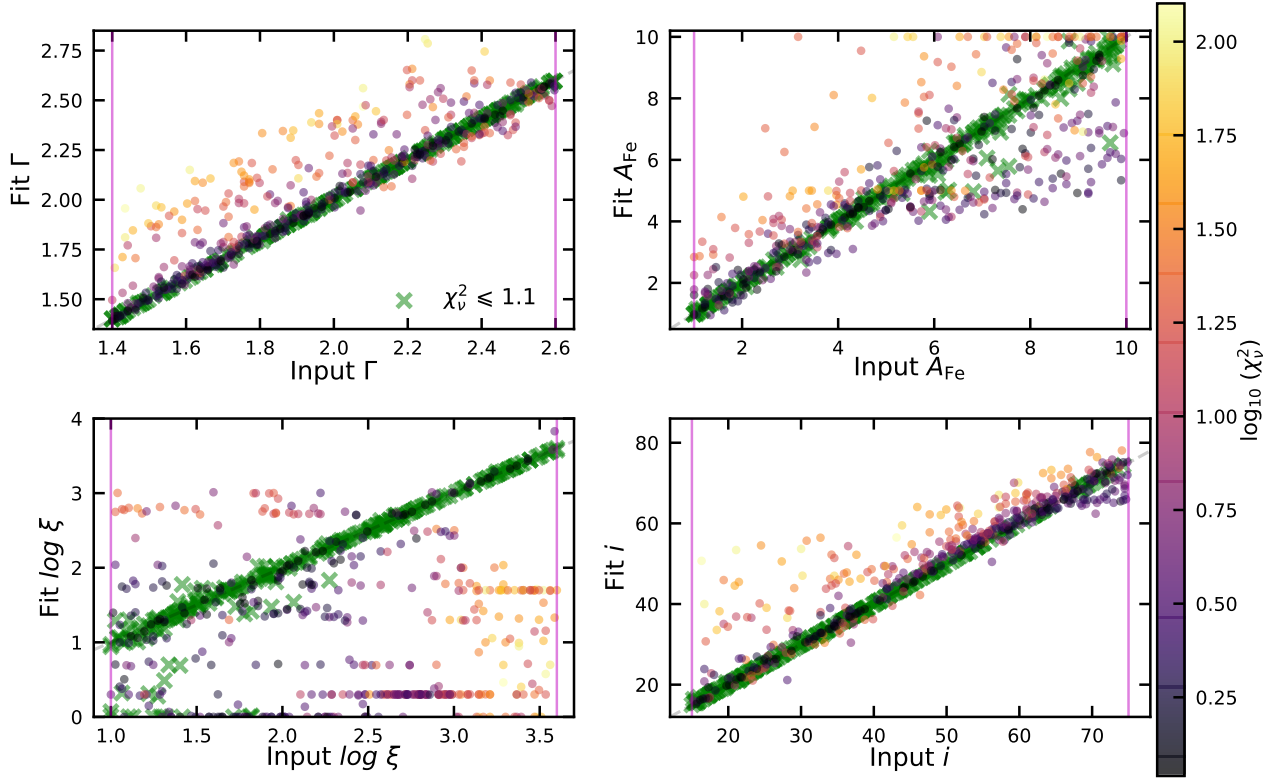 2.75
2.50
2.25
2.00
1.75
1.50
Fit Γ
χ²ᵥ ⩽ 1.1
1.4 1.6 1.8 2.0 2.2 2.4 2.6
Input Γ
10
8
6
4
2
Fit A_Fe
2 4 6 8 10
Input A_Fe
4
3
2
1
0
Fit log ξ
1.0 1.5 2.0 2.5 3.0 3.5
Input log ξ
80
60
40
20
Fit i
20 30 40 50 60 70
Input i
2.00
1.75
1.50
1.25
1.00
0.75
0.50
0.25
log₁₀ (χ²ᵥ)